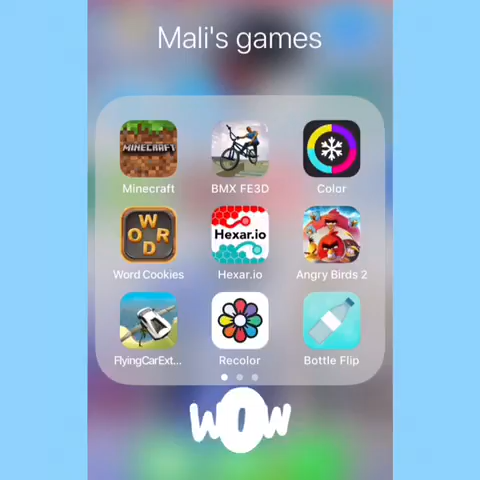 Mali's games
MINECRAFT
Minecraft
BMX FE3D
Color
WORD
Word Cookies
Hexar.io
Hexar.io
Angry Birds 2
FlyingCarExt...
Recolor
Bottle Flip
WOW